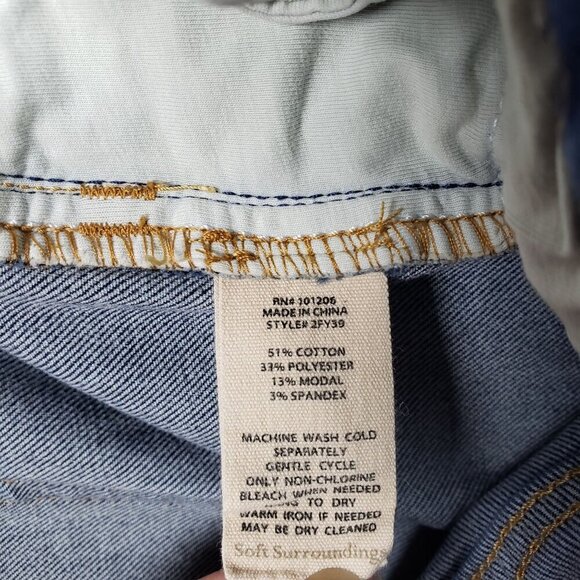 RN# 101206
MADE IN CHINA
STYLE# 2FY39
51% COTTON
33% POLYESTER
13% MODAL
3% SPANDEX
MACHINE WASH COLD
SEPARATELY
GENTLE CYCLE
ONLY NON-CHLORINE
BLEACH WHEN NEEDED
TO DRY
WARM IRON IF NEEDED
MAY BE DRY CLEANED
Soft Surroundings